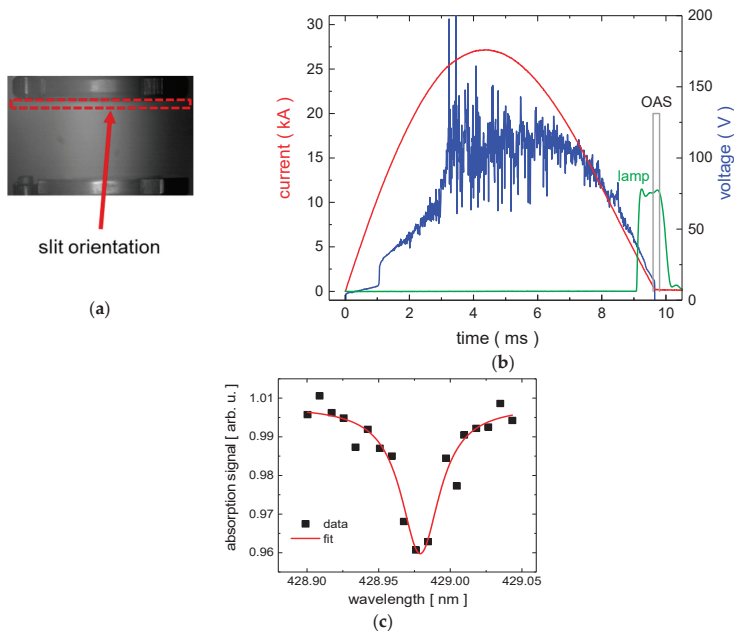 (a)
slit orientation
30
25
20
15
10
5
0
current ( kA )
200
150
100
50
0
voltage ( V )
OAS
lamp
0 2 4 6 8 10
time ( ms )
(b)
1.01
0.99
0.98
0.97
0.96
absorption signal [ arb. u. ]
data
fit
428.90 428.95 429.00 429.05
wavelength [ nm ]
(c)